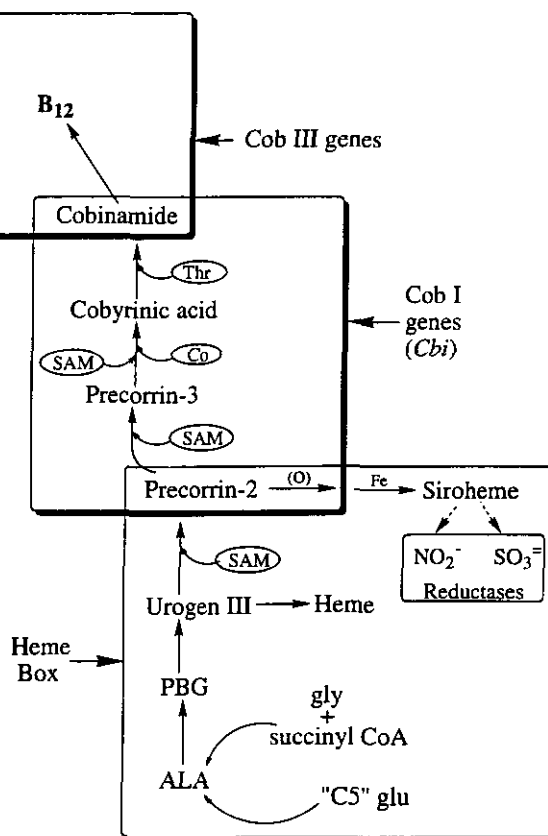 B12
Cob III genes
Cobinamide
Thr
Cobyrinic acid
Cob I
genes
(Cbi)
SAM
Co
Precorrin-3
SAM
Precorrin-2
(O)
Fe
Siroheme
SAM
NO2- SO3=
Reductases
Urogen III
Heme
Heme
Box
PBG
gly
+
succinyl CoA
ALA
"C5" glu